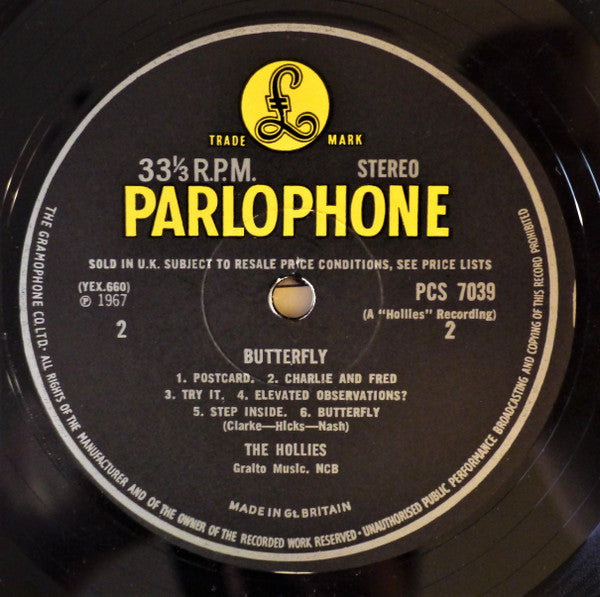 £
TRADE MARK
33⅓ R.P.M. STEREO
PARLOPHONE
SOLD IN U.K. SUBJECT TO RESALE PRICE CONDITIONS, SEE PRICE LISTS
(YEX.660) PCS 7039
℗ 1967 (A "Hollies" Recording)
2 2
BUTTERFLY
1. POSTCARD. 2. CHARLIE AND FRED
3. TRY IT. 4. ELEVATED OBSERVATIONS?
5. STEP INSIDE. 6. BUTTERFLY
(Clarke—Hicks—Nash)
THE HOLLIES
Gralto Music. NCB
MADE IN Gt. BRITAIN
THE GRAMOPHONE CO. LTD. · ALL RIGHTS OF THE MANUFACTURER AND OF THE OWNER OF THE RECORDED WORK RESERVED · UNAUTHORISED PUBLIC PERFORMANCE BROADCASTING AND COPYING OF THIS RECORD PROHIBITED